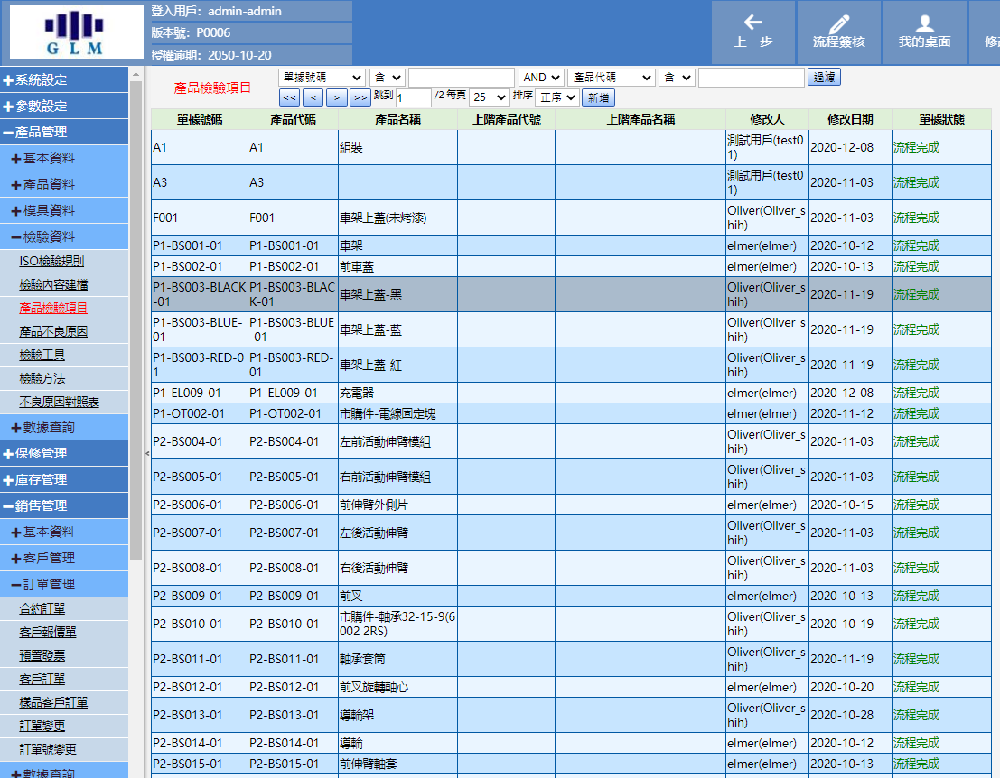 GLM
登入用戶：admin-admin
版本號：P0006
授權逾期：2050-10-20
上一步
流程簽核
我的桌面
系統設定
參數設定
產品管理
基本資料
產品資料
模具資料
檢驗資料
ISO檢驗規則
檢驗內容建檔
產品檢驗項目
產品不良原因
檢驗工具
檢驗方法
不良原因對照表
數據查詢
保修管理
庫存管理
銷售管理
基本資料
客戶管理
訂單管理
合約訂單
客戶報價單
預置發票
客戶訂單
樣品客戶訂單
訂單變更
訂單號變更
數據查詢
產品檢驗項目
單據號碼 含 AND 產品代碼 含 過濾
<< < > >> 跳到 1 /2 每頁 25 排序 正序 新增
單據號碼 產品代碼 產品名稱 上階產品代號 上階產品名稱 修改人 修改日期 單據狀態
A1 A1 組裝 測試用戶(test01) 2020-12-08 流程完成
A3 A3 測試用戶(test01) 2020-11-03 流程完成
F001 F001 車架上蓋(未烤漆) Oliver(Oliver_shih) 2020-11-03 流程完成
P1-BS001-01 P1-BS001-01 車架 elmer(elmer) 2020-10-12 流程完成
P1-BS002-01 P1-BS002-01 前車蓋 elmer(elmer) 2020-10-13 流程完成
P1-BS003-BLACK-01 P1-BS003-BLACK-01 車架上蓋-黑 Oliver(Oliver_shih) 2020-11-19 流程完成
P1-BS003-BLUE-01 P1-BS003-BLUE-01 車架上蓋-藍 Oliver(Oliver_shih) 2020-11-19 流程完成
P1-BS003-RED-01 P1-BS003-RED-01 車架上蓋-紅 Oliver(Oliver_shih) 2020-11-19 流程完成
P1-EL009-01 P1-EL009-01 充電器 elmer(elmer) 2020-12-08 流程完成
P1-OT002-01 P1-OT002-01 市購件-電線固定塊 elmer(elmer) 2020-11-12 流程完成
P2-BS004-01 P2-BS004-01 左前活動伸臂模組 Oliver(Oliver_shih) 2020-11-03 流程完成
P2-BS005-01 P2-BS005-01 右前活動伸臂模組 Oliver(Oliver_shih) 2020-11-03 流程完成
P2-BS006-01 P2-BS006-01 前伸臂外側片 elmer(elmer) 2020-10-15 流程完成
P2-BS007-01 P2-BS007-01 左後活動伸臂 Oliver(Oliver_shih) 2020-11-03 流程完成
P2-BS008-01 P2-BS008-01 右後活動伸臂 Oliver(Oliver_shih) 2020-11-03 流程完成
P2-BS009-01 P2-BS009-01 前叉 elmer(elmer) 2020-10-13 流程完成
P2-BS010-01 P2-BS010-01 市購件-軸承32-15-9(6002 2RS) Oliver(Oliver_shih) 2020-10-19 流程完成
P2-BS011-01 P2-BS011-01 軸承套筒 Oliver(Oliver_shih) 2020-11-19 流程完成
P2-BS012-01 P2-BS012-01 前叉旋轉軸心 elmer(elmer) 2020-10-20 流程完成
P2-BS013-01 P2-BS013-01 導輪架 Oliver(Oliver_shih) 2020-10-28 流程完成
P2-BS014-01 P2-BS014-01 導輪 elmer(elmer) 2020-10-12 流程完成
P2-BS015-01 P2-BS015-01 前伸臂軸套 elmer(elmer) 2020-10-13 流程完成